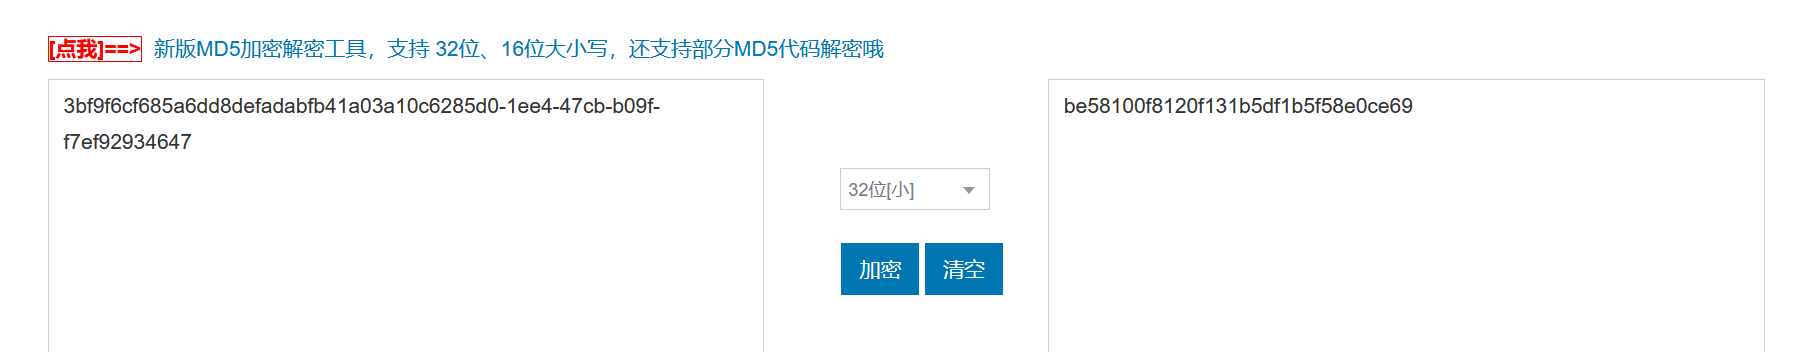 [点我]==> 新版MD5加密解密工具，支持 32位、16位大小写，还支持部分MD5代码解密哦
3bf9f6cf685a6dd8defadabfb41a03a10c6285d0-1ee4-47cb-b09f-
f7ef92934647
be58100f8120f131b5df1b5f58e0ce69
32位[小]
加密 清空